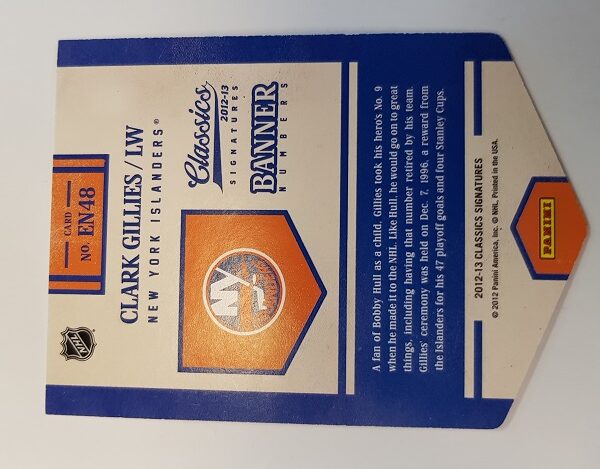 CARD
NO. EN48
NHL
CLARK GILLIES / LW
NEW YORK ISLANDERS®
Classics
2012-13
SIGNATURES
BANNER
NUMBERS
NY
A fan of Bobby Hull as a child, Gillies took his hero's No. 9
when he made it to the NHL. Like Hull, he would go on to great
things, including having that number retired by his team.
Gillies' ceremony was held on Dec. 7, 1996, a reward from
the Islanders for his 47 playoff goals and four Stanley Cups.
2012-13 CLASSICS SIGNATURES
© 2012 Panini America, Inc. © NHL. Printed in the USA.
PANINI